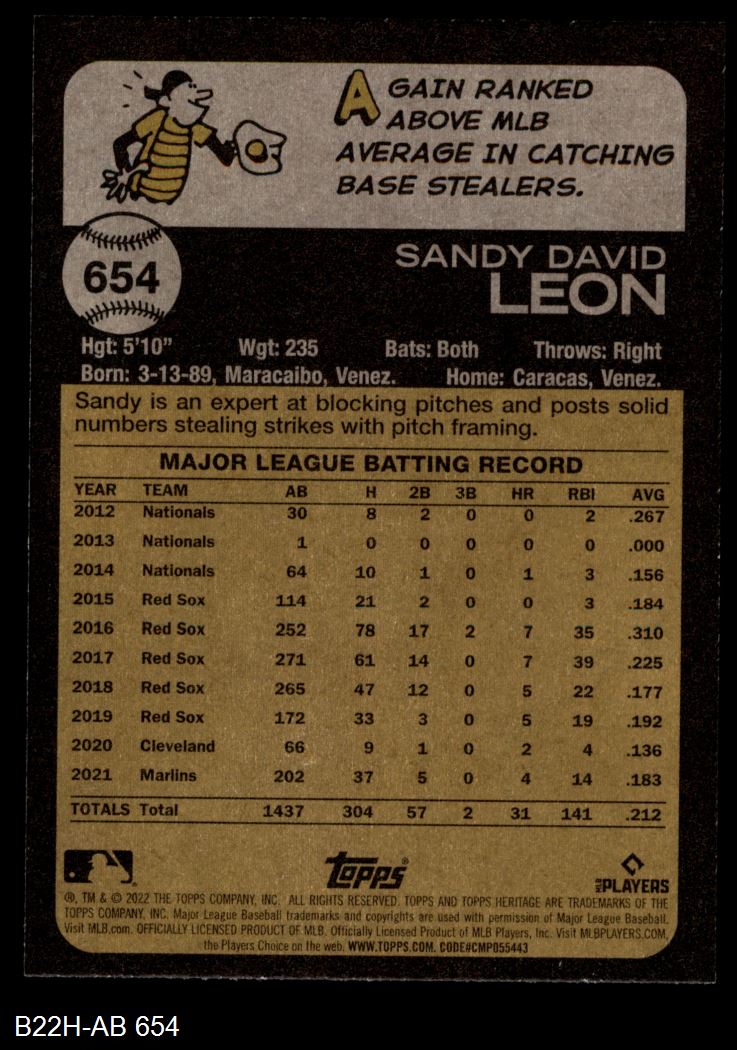 A GAIN RANKED
ABOVE MLB
AVERAGE IN CATCHING
BASE STEALERS.
654
SANDY DAVID
LEON
Hgt: 5'10" Wgt: 235 Bats: Both Throws: Right
Born: 3-13-89, Maracaibo, Venez. Home: Caracas, Venez.
Sandy is an expert at blocking pitches and posts solid
numbers stealing strikes with pitch framing.
MAJOR LEAGUE BATTING RECORD
YEAR TEAM AB H 2B 3B HR RBI AVG
2012 Nationals 30 8 2 0 0 2 .267
2013 Nationals 1 0 0 0 0 0 .000
2014 Nationals 64 10 1 0 1 3 .156
2015 Red Sox 114 21 2 0 0 3 .184
2016 Red Sox 252 78 17 2 7 35 .310
2017 Red Sox 271 61 14 0 7 39 .225
2018 Red Sox 265 47 12 0 5 22 .177
2019 Red Sox 172 33 3 0 5 19 .192
2020 Cleveland 66 9 1 0 2 4 .136
2021 Marlins 202 37 5 0 4 14 .183
TOTALS Total 1437 304 57 2 31 141 .212
topps®
MLB PLAYERS
®, TM & © 2022 THE TOPPS COMPANY, INC. ALL RIGHTS RESERVED. TOPPS AND TOPPS HERITAGE ARE TRADEMARKS OF THE
TOPPS COMPANY, INC. Major League Baseball trademarks and copyrights are used with permission of Major League Baseball.
Visit MLB.com. OFFICIALLY LICENSED PRODUCT OF MLB. Officially Licensed Product of MLB Players, Inc. Visit MLBPLAYERS.COM,
the Players Choice on the web. WWW.TOPPS.COM. CODE#CMP055443
B22H-AB 654